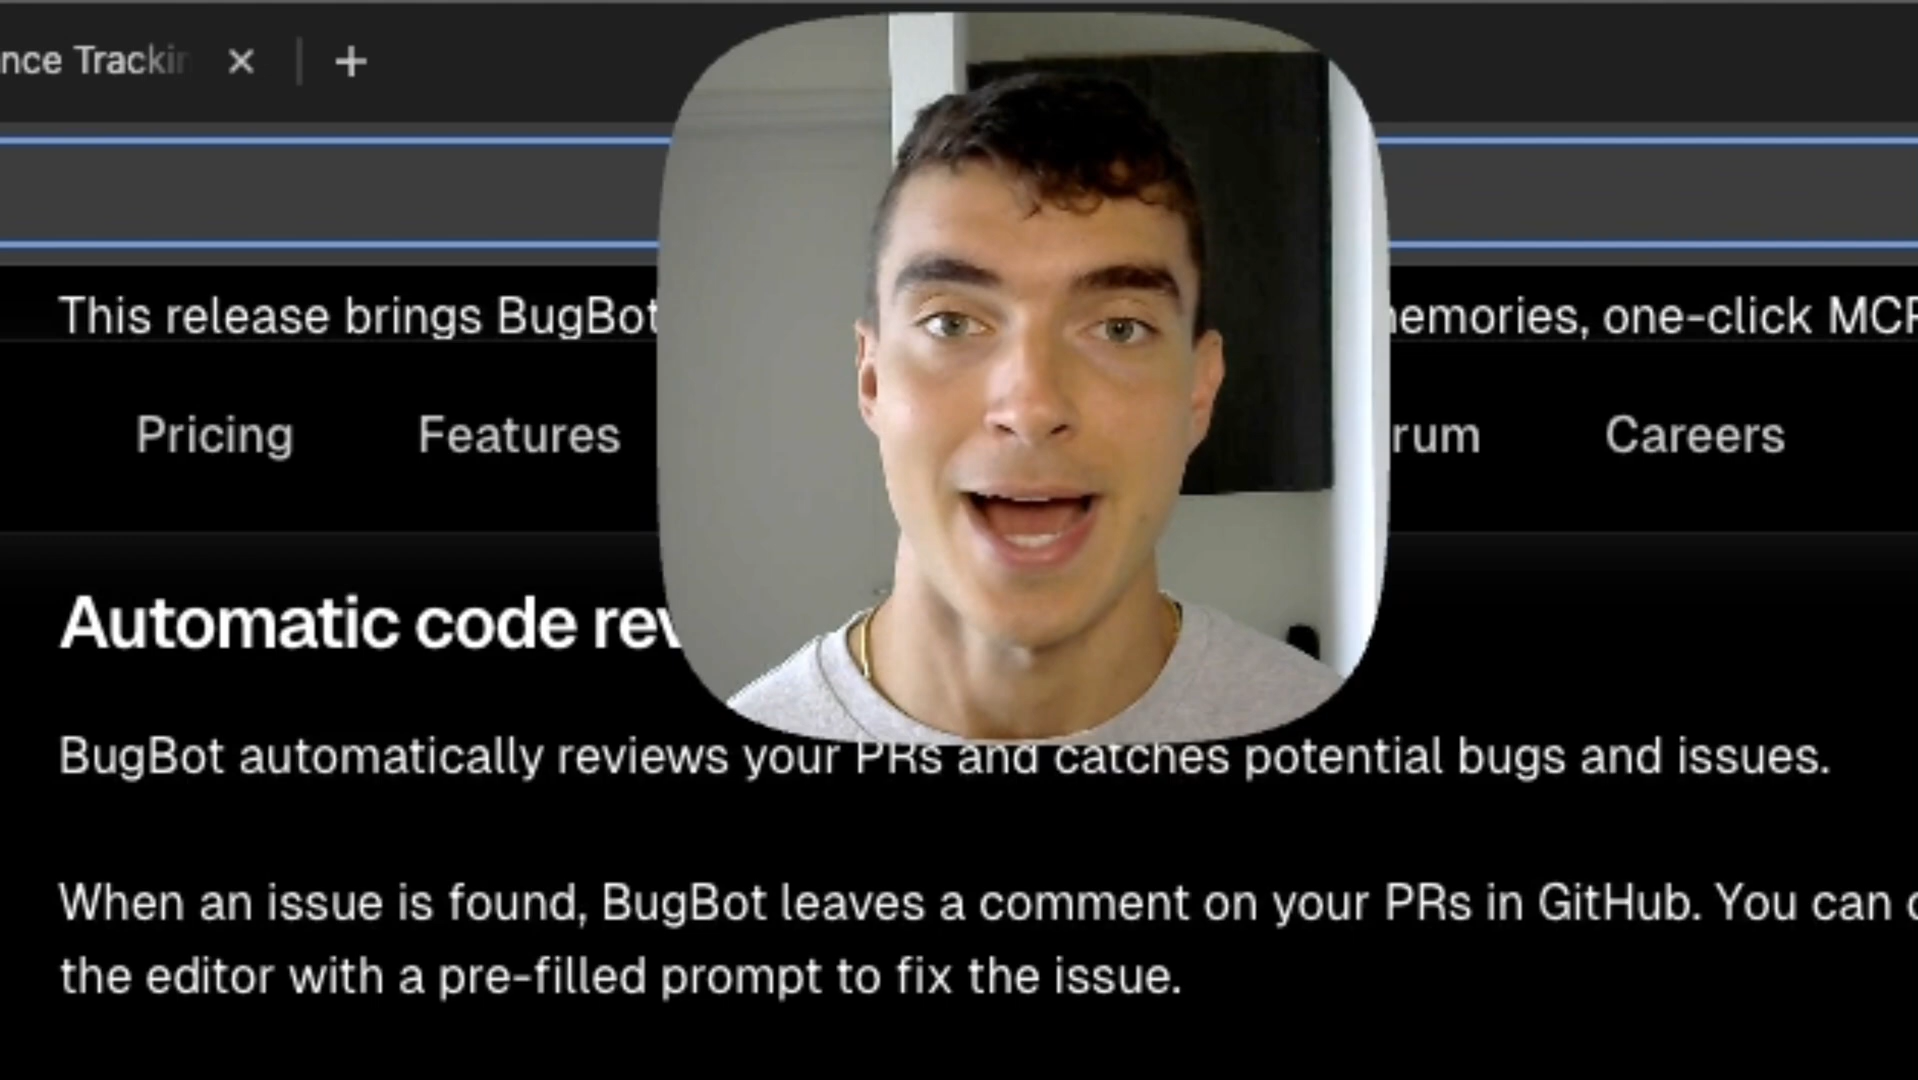 nce Trackin
This release brings BugBot memories, one-click MCP
Pricing Features rum Careers
Automatic code rev
BugBot automatically reviews your PRs and catches potential bugs and issues.
When an issue is found, BugBot leaves a comment on your PRs in GitHub. You can
the editor with a pre-filled prompt to fix the issue.